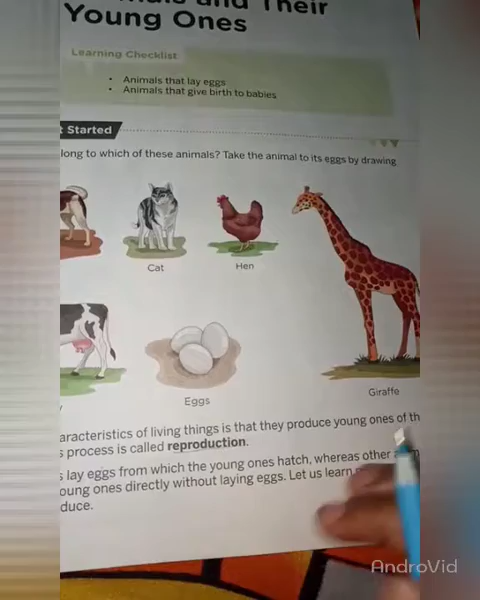 and Their
Young Ones
Learning Checklist
• Animals that lay eggs
• Animals that give birth to babies
Started
long to which of these animals? Take the animal to its eggs by drawing
Cat
Hen
Eggs
Giraffe
aracteristics of living things is that they produce young ones of th
s process is called reproduction.
s lay eggs from which the young ones hatch, whereas other
oung ones directly without laying eggs. Let us learn
duce.
AndroVid